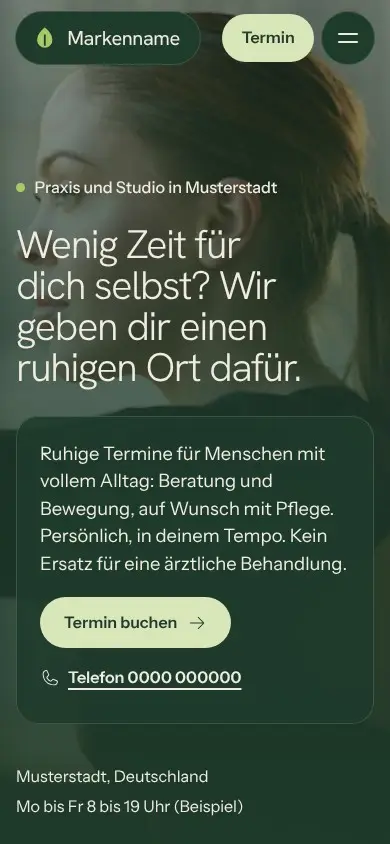 Markenname
Termin
Praxis und Studio in Musterstadt
Wenig Zeit für
dich selbst? Wir
geben dir einen
ruhigen Ort dafür.
Ruhige Termine für Menschen mit
vollem Alltag: Beratung und
Bewegung, auf Wunsch mit Pflege.
Persönlich, in deinem Tempo. Kein
Ersatz für eine ärztliche Behandlung.
Termin buchen
Telefon 0000 000000
Musterstadt, Deutschland
Mo bis Fr 8 bis 19 Uhr (Beispiel)